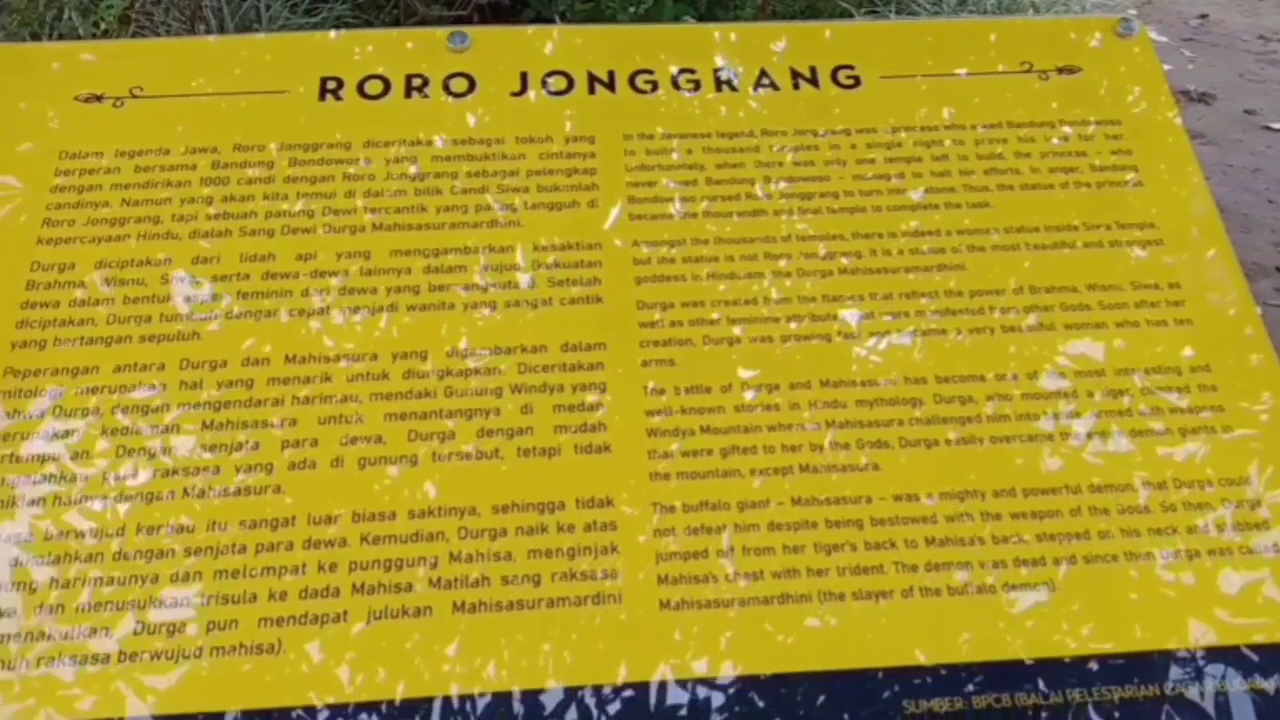 RORO JONGGRANG
Dalam legenda Jawa, Roro Jonggrang diceritakan sebagai tokoh yang
berperan bersama Bandung Bondowoso yang membuktikan cintanya
dengan mendirikan 1000 candi dengan Roro Jonggrang sebagai pelengkap
candinya. Namun yang akan kita temui di dalam bilik Candi Siwa bukanlah
Roro Jonggrang, tapi sebuah patung Dewi tercantik yang paling tangguh di
kepercayaan Hindu, dialah Sang Dewi Durga Mahisasuramardhini.
Durga diciptakan dari lidah api yang menggambarkan kesaktian
Brahma, Wisnu, Siwa, serta dewa-dewa lainnya dalam wujud (kekuatan
dewa dalam bentuk aspek feminin dari dewa yang bersangkutan). Setelah
diciptakan, Durga tumbuh dengan cepat menjadi wanita yang sangat cantik
yang bertangan sepuluh.
Peperangan antara Durga dan Mahisasura yang digambarkan dalam
mitologi merupakan hal yang menarik untuk diungkapkan. Diceritakan
Durga, dengan mengendarai harimau, mendaki Gunung Windya yang
kediaman Mahisasura untuk menantangnya di medan
Dengan senjata para dewa, Durga dengan mudah
raksasa yang ada di gunung tersebut, tetapi tidak
halnya dengan Mahisasura.
berwujud kerbau itu sangat luar biasa saktinya, sehingga tidak
dikalahkan dengan senjata para dewa. Kemudian, Durga naik ke atas
harimaunya dan melompat ke punggung Mahisa, menginjak
dan menusukkan trisula ke dada Mahisa. Matilah sang raksasa
Durga pun mendapat julukan Mahisasuramardini
raksasa berwujud mahisa).
In the Javanese legend, Roro Jonggrang was a princess who asked Bandung Bondowoso
to build a thousand temples in a single night to prove his love for her.
Unfortunately, when there was only one temple left to build, the princess – who
never loved Bandung Bondowoso – managed to halt his efforts. In anger, Bandung
Bondowoso cursed Roro Jonggrang to turn into stone. Thus, the statue of the princess
became the thousandth and final temple to complete the task.
Amongst the thousands of temples, there is indeed a woman statue inside Siwa Temple,
but the statue is not Roro Jonggrang. It is a statue of the most beautiful and strongest
goddess in Hinduism, the Durga Mahisasuramardhini.
Durga was created from the flames that reflect the power of Brahma, Wisnu, Siwa, as
well as other feminine attributes that were manifested from other Gods. Soon after her
creation, Durga was growing fast and became a very beautiful woman who has ten
arms.
The battle of Durga and Mahisasura has become one of the most interesting and
well-known stories in Hindu mythology. Durga, who mounted a tiger, climbed the
Windya Mountain whereas Mahisasura challenged him into battle. Armed with weapons
that were gifted to her by the Gods, Durga easily overcame the demon giants in
the mountain, except Mahisasura.
The buffalo giant – Mahisasura – was a mighty and powerful demon, that Durga could
not defeat him despite being bestowed with the weapon of the Gods. So then, Durga
jumped off from her tiger's back to Mahisa's back, stepped on his neck and stabbed
Mahisa's chest with her trident. The demon was dead and since then Durga was called
Mahisasuramardhini (the slayer of the buffalo demon).
SUMBER: BPCB (BALAI PELESTARIAN CAGAR BUDAYA